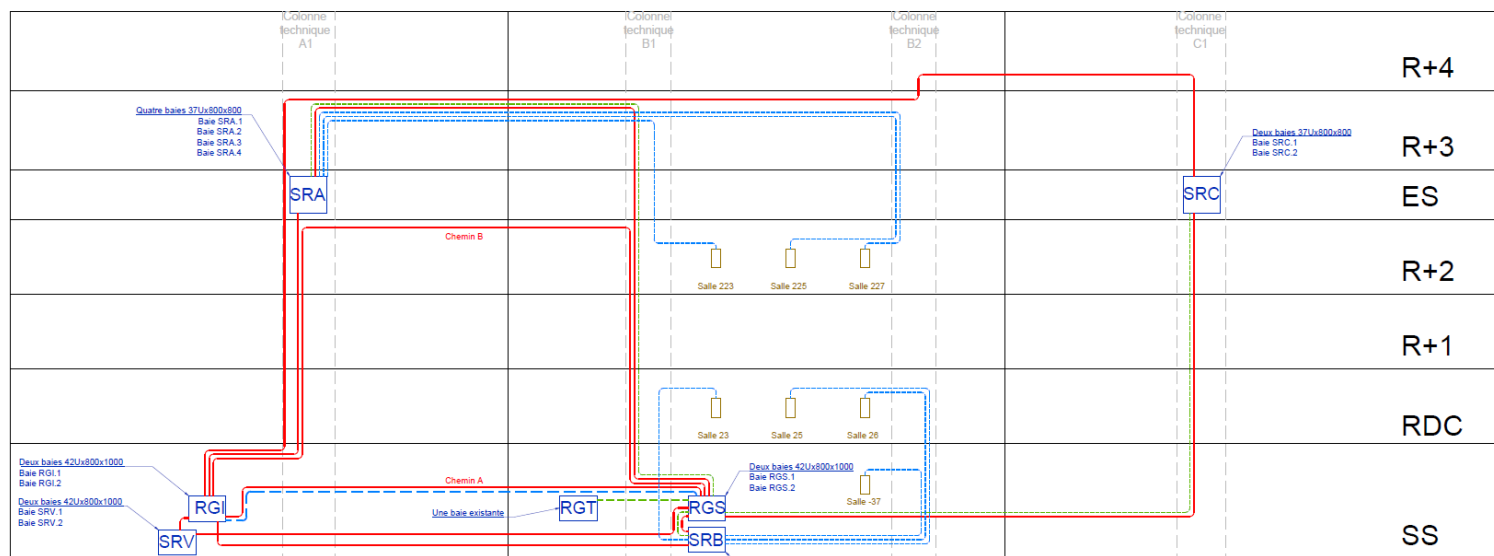 Colonne
technique
A1
Colonne
technique
B1
Colonne
technique
B2
Colonne
technique
C1
R+4
Quatre baies 37Ux800x800
Baie SRA.1
Baie SRA.2
Baie SRA.3
Baie SRA.4
Deux baies 37Ux800x800
Baie SRC.1
Baie SRC.2
R+3
SRA
SRC
ES
Chemin B
R+2
Salle 223
Salle 225
Salle 227
R+1
RDC
Salle 23
Salle 25
Salle 26
Deux baies 42Ux800x1000
Baie RGI.1
Baie RGI.2
Deux baies 42Ux800x1000
Baie SRV.1
Baie SRV.2
Chemin A
Deux baies 42Ux800x1000
Baie RGS.1
Baie RGS.2
Salle -37
RGI
Une baie existante
RGT
RGS
SRV
SRB
SS